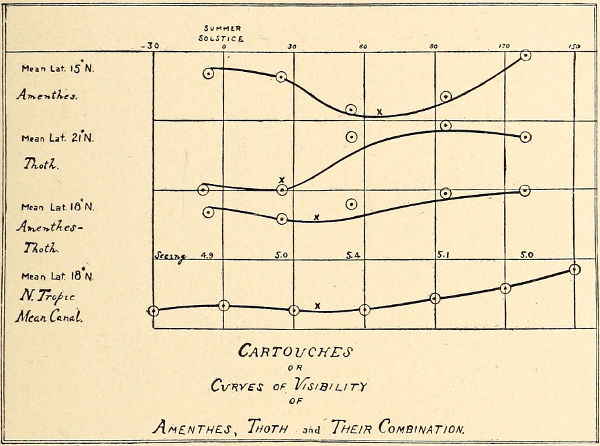 SUMMER
SOLSTICE
-30 0 30 60 90 120 150
Mean Lat. 15°N.
Amenthes.
Mean Lat. 21°N.
Thoth.
Mean Lat. 18°N.
Amenthes-
Thoth.
Seeing 4.9 5.0 5.4 5.1 5.0
Mean Lat. 18°N.
N. Tropic
Mean Canal.
CARTOUCHES
OR
CURVES OF VISIBILITY
OF
AMENTHES, THOTH and THEIR COMBINATION.